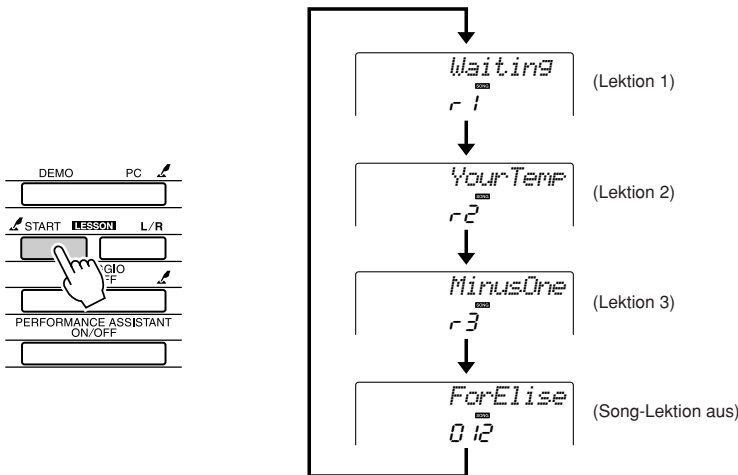 DEMO PC
START LESSON L/R
GIO
FF
PERFORMANCE ASSISTANT
ON/OFF
Waiting
SONG
r1
(Lektion 1)
YourTemp
SONG
r2
(Lektion 2)
MinusOne
SONG
r3
(Lektion 3)
ForElise
SONG
012
(Song-Lektion aus)